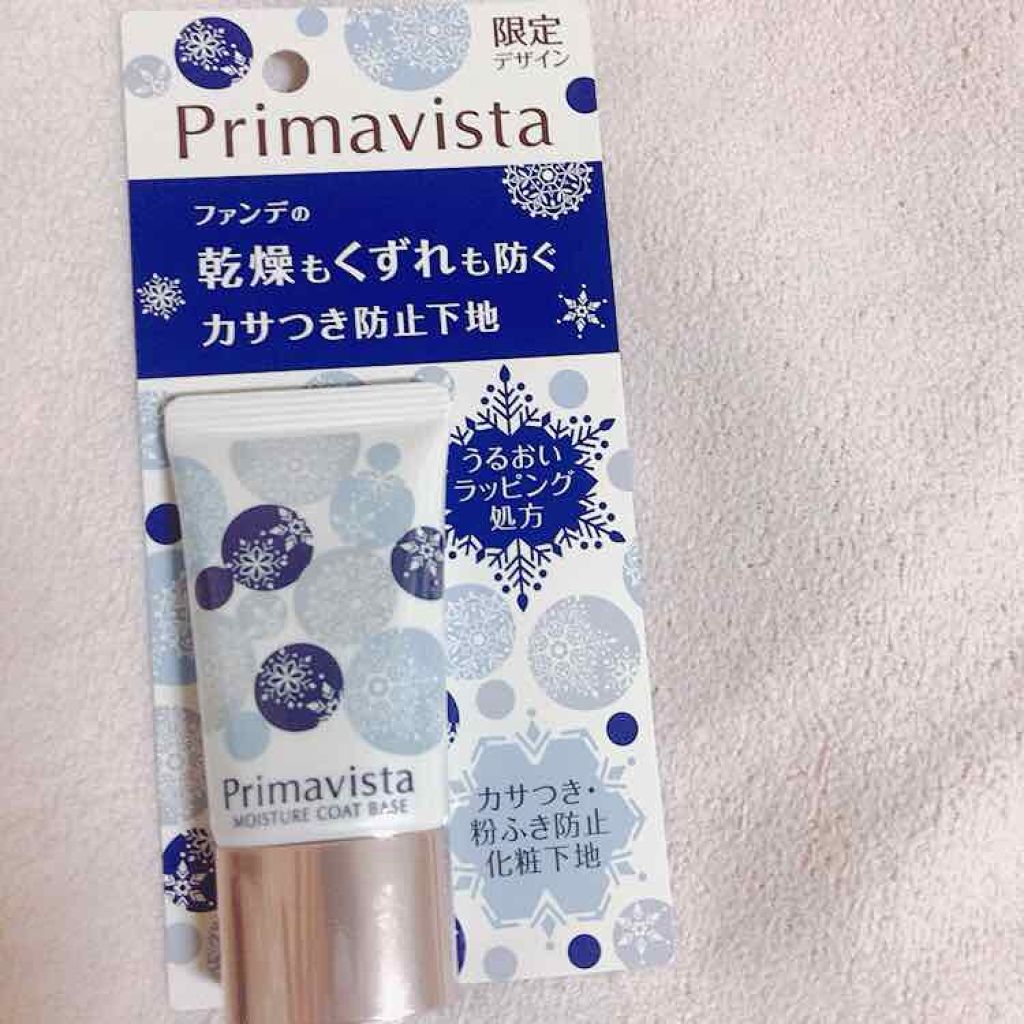 限定
デザイン
Primavista
ファンデの
乾燥もくずれも防ぐ
カサつき防止下地
うるおい
ラッピング
処方
Primavista
MOISTURE COAT BASE
カサつき・
粉ふき防止
化粧下地